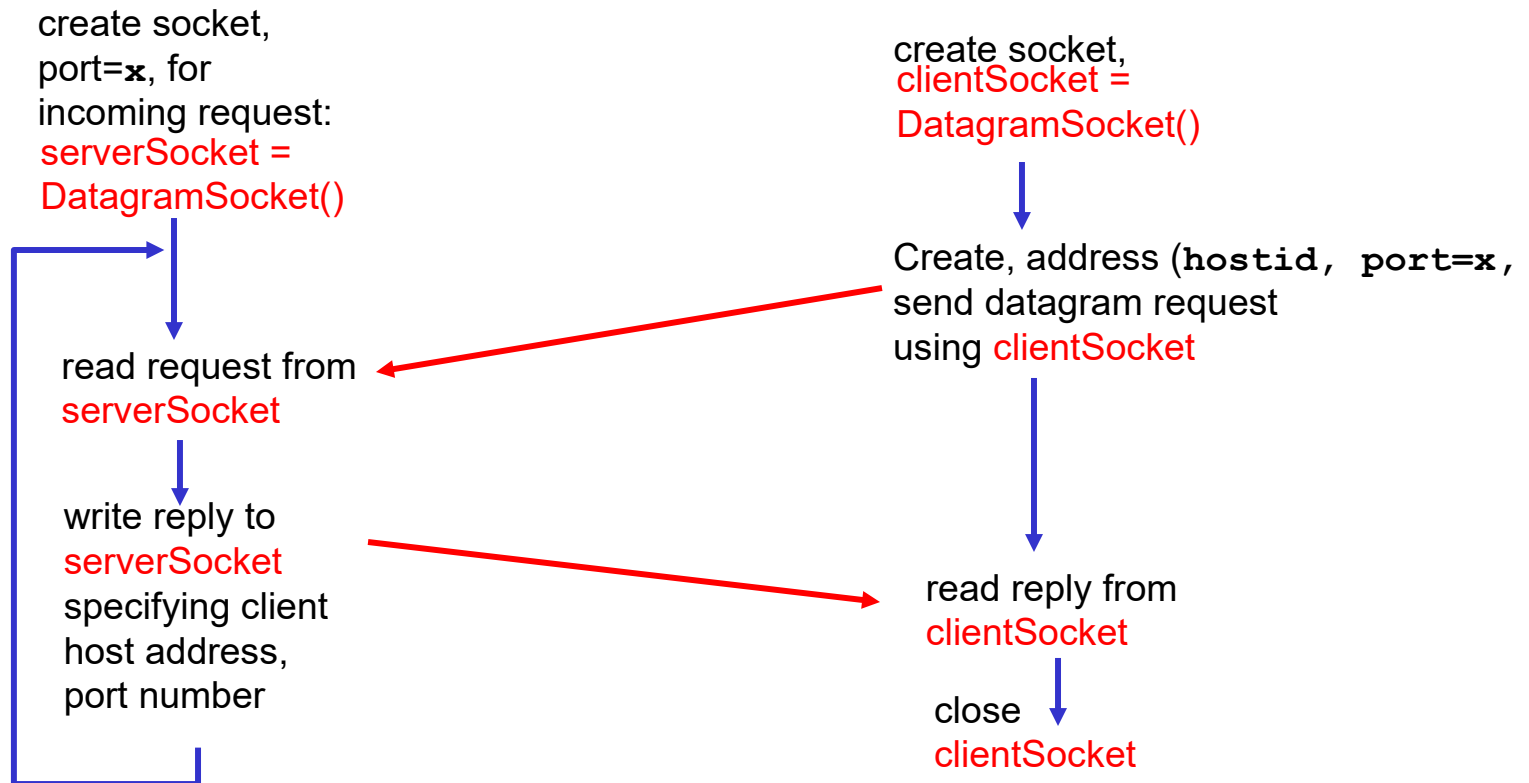 create socket,
port=x, for
incoming request:
serverSocket =
DatagramSocket()
read request from
serverSocket
write reply to
serverSocket
specifying client
host address,
port number
create socket,
clientSocket =
DatagramSocket()
Create, address (hostid, port=x,
send datagram request
using clientSocket
read reply from
clientSocket
close
clientSocket